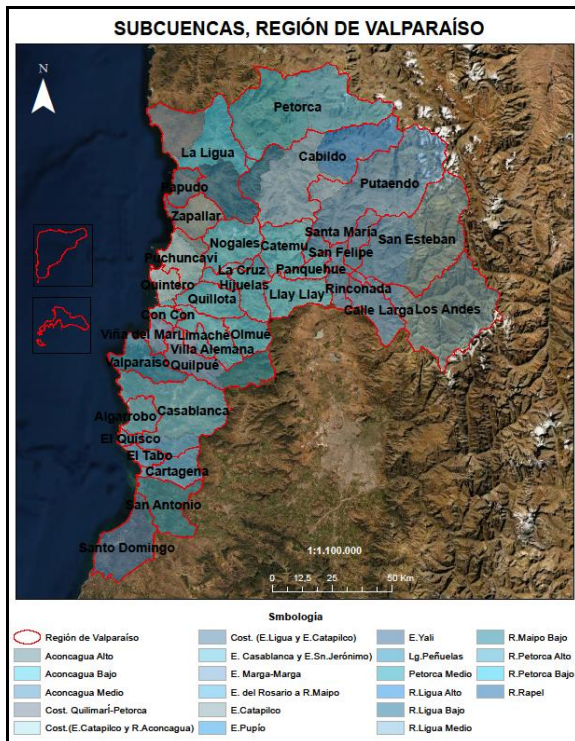 SUBCUENCAS, REGIÓN DE VALPARAÍSO
N
Petorca
La Ligua
Cabildo
Papudo
Putaendo
Zapallar
Nogales
Catemu
Santa María
San Esteban
San Felipe
Puchuncaví
La Cruz
Panquehue
Quintero
Hijuelas
Rinconada
Quillota
Llay Llay
Con Con
Calle Larga
Los Andes
Viña del Mar
Limache
Olmue
Villa Alemana
Valparaíso
Quilpué
Casablanca
Algarrobo
El Quisco
El Tabo
Cartagena
San Antonio
Santo Domingo
1:1.100.000
0 12,5 25 50 Km
Smbología
Región de Valparaíso
Aconcagua Alto
Aconcagua Bajo
Aconcagua Medio
Cost. Quilimarí-Petorca
Cost.(E.Catapilco y R.Aconcagua)
Cost. (E.Ligua y E.Catapilco)
E. Casablanca y E.Sn.Jerónimo)
E. Marga-Marga
E. del Rosario a R.Maipo
E.Catapilco
E.Pupío
E.Yali
Lg.Peñuelas
Petorca Medio
R.Ligua Alto
R.Ligua Bajo
R.Ligua Medio
R.Maipo Bajo
R.Petorca Alto
R.Petorca Bajo
R.Rapel